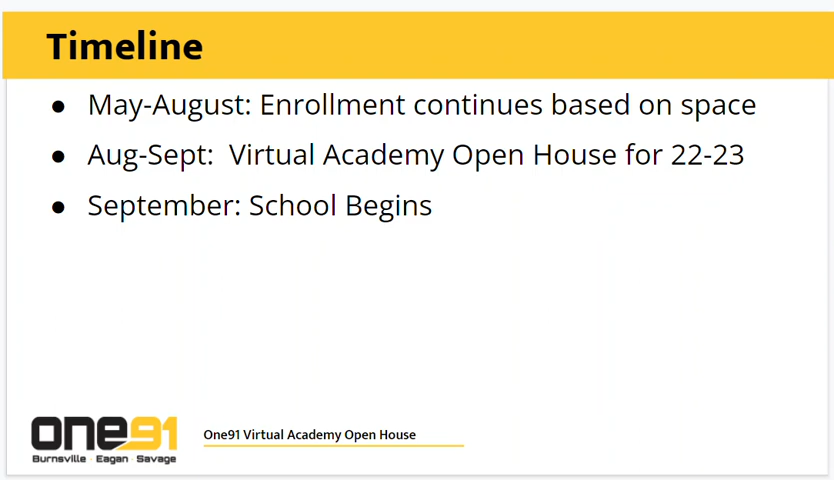 Timeline
● May-August: Enrollment continues based on space
● Aug-Sept:  Virtual Academy Open House for 22-23
● September: School Begins
one91
Burnsville Eagan Savage
One91 Virtual Academy Open House